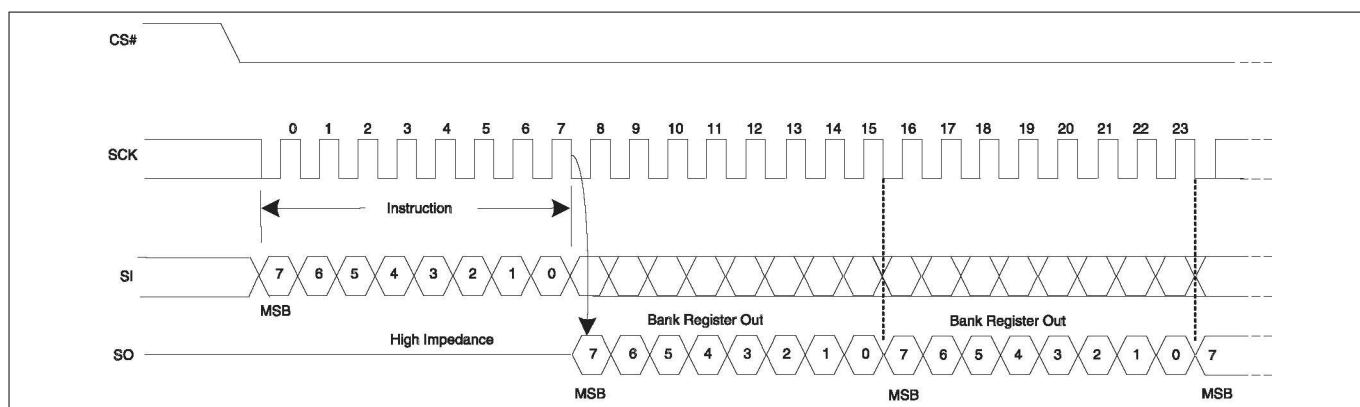 CS#
0 1 2 3 4 5 6 7 8 9 10 11 12 13 14 15 16 17 18 19 20 21 22 23
SCK
Instruction
SI 7 6 5 4 3 2 1 0
MSB
Bank Register Out Bank Register Out
High Impedance
SO 7 6 5 4 3 2 1 0 7 6 5 4 3 2 1 0 7
MSB MSB MSB